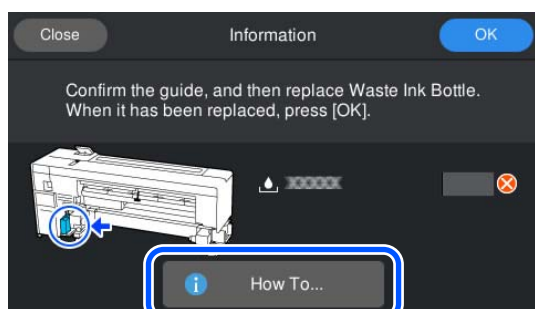 Close
Information
OK
Confirm the guide, and then replace Waste Ink Bottle.
When it has been replaced, press [OK].
How To...